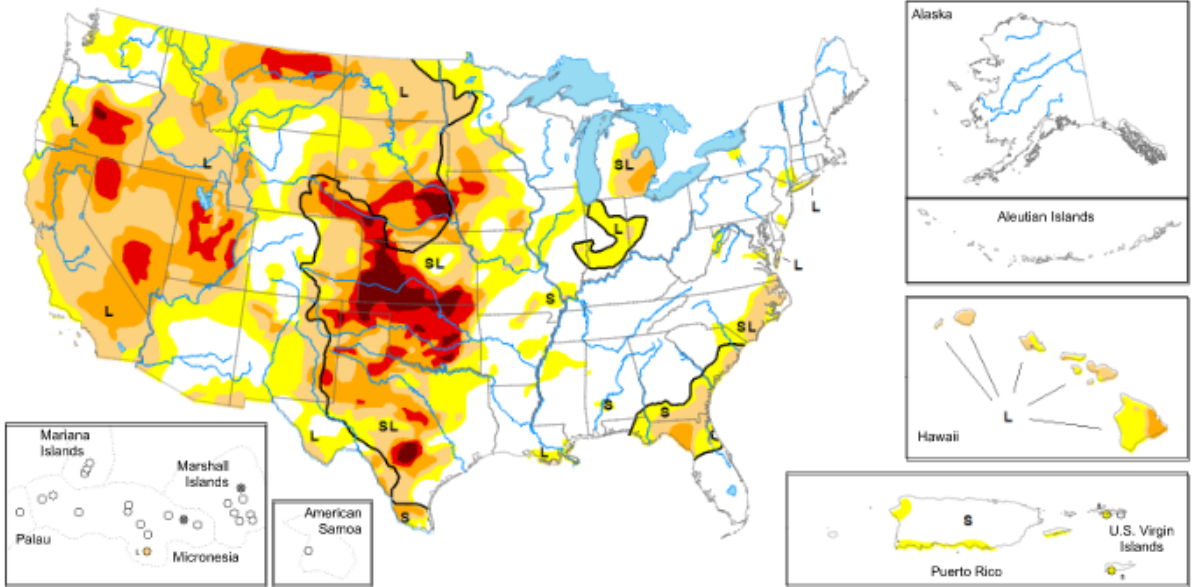 Alaska
Aleutian Islands
L
Hawaii
Mariana
Islands
Marshall
Islands
Palau
Micronesia
L
American
Samoa
S
U.S. Virgin
Islands
Puerto Rico
S
S
L
L
L
L
L
SL
S
SL
L
S
SL
L
L
SL
S
S
L
L
L